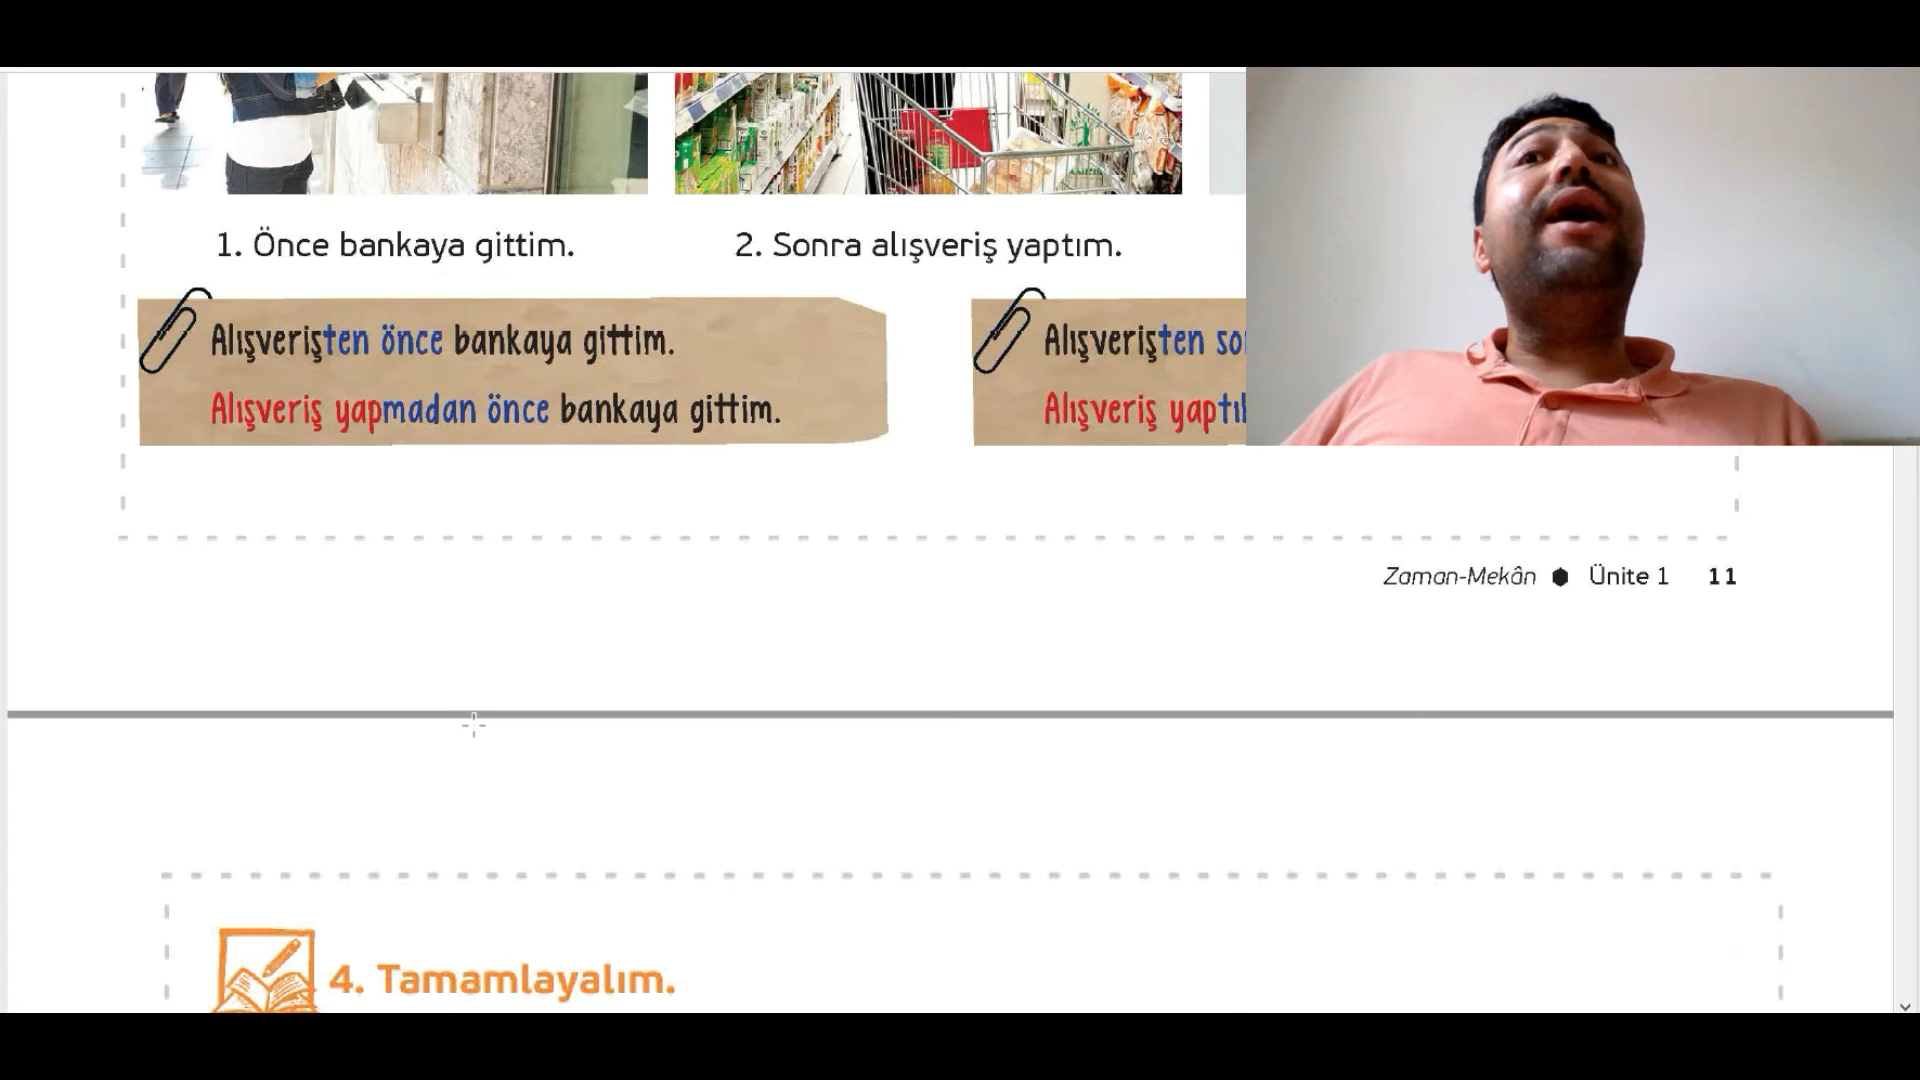 1. Önce bankaya gittim.
2. Sonra alışveriş yaptım.
Alışverişten önce bankaya gittim.
Alışveriş yapmadan önce bankaya gittim.
Alışverişten
Alışveriş
Zaman-Mekân ⬢ Ünite 1 11
4. Tamamlayalım.